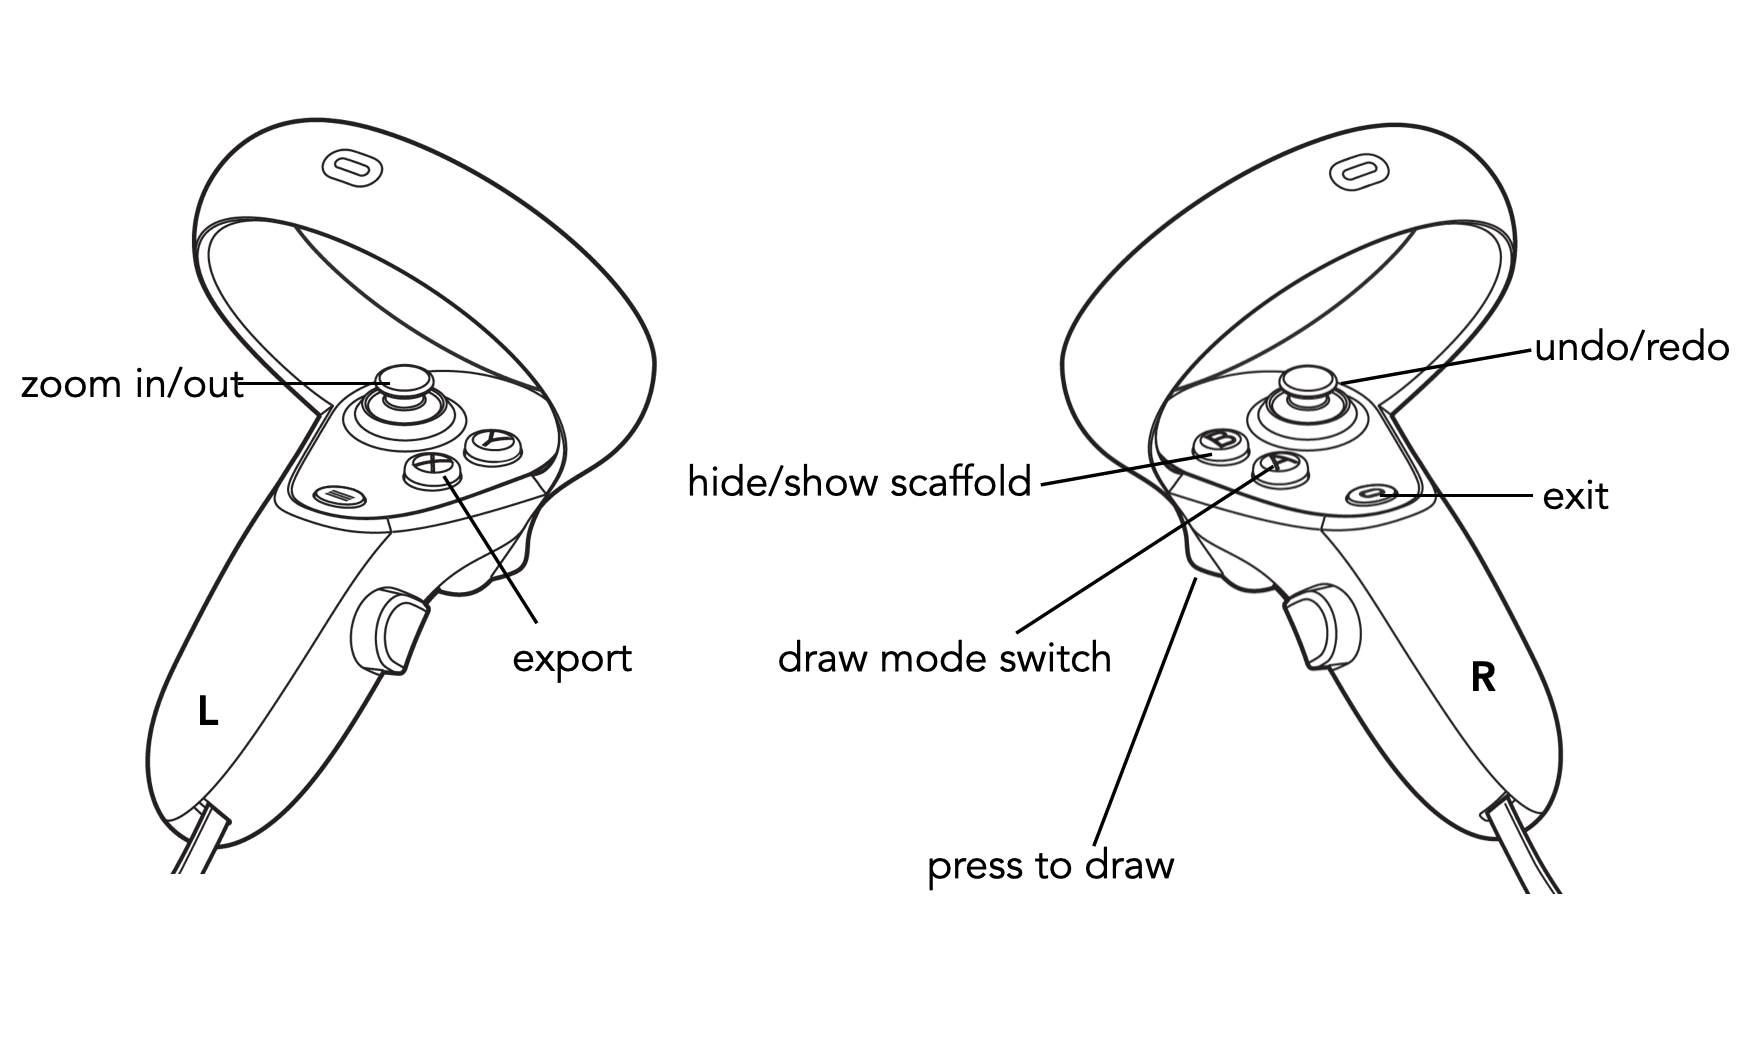 undo/redo
zoom in/out
Y
B
X
A
hide/show scaffold
exit
export
draw mode switch
R
L
press to draw